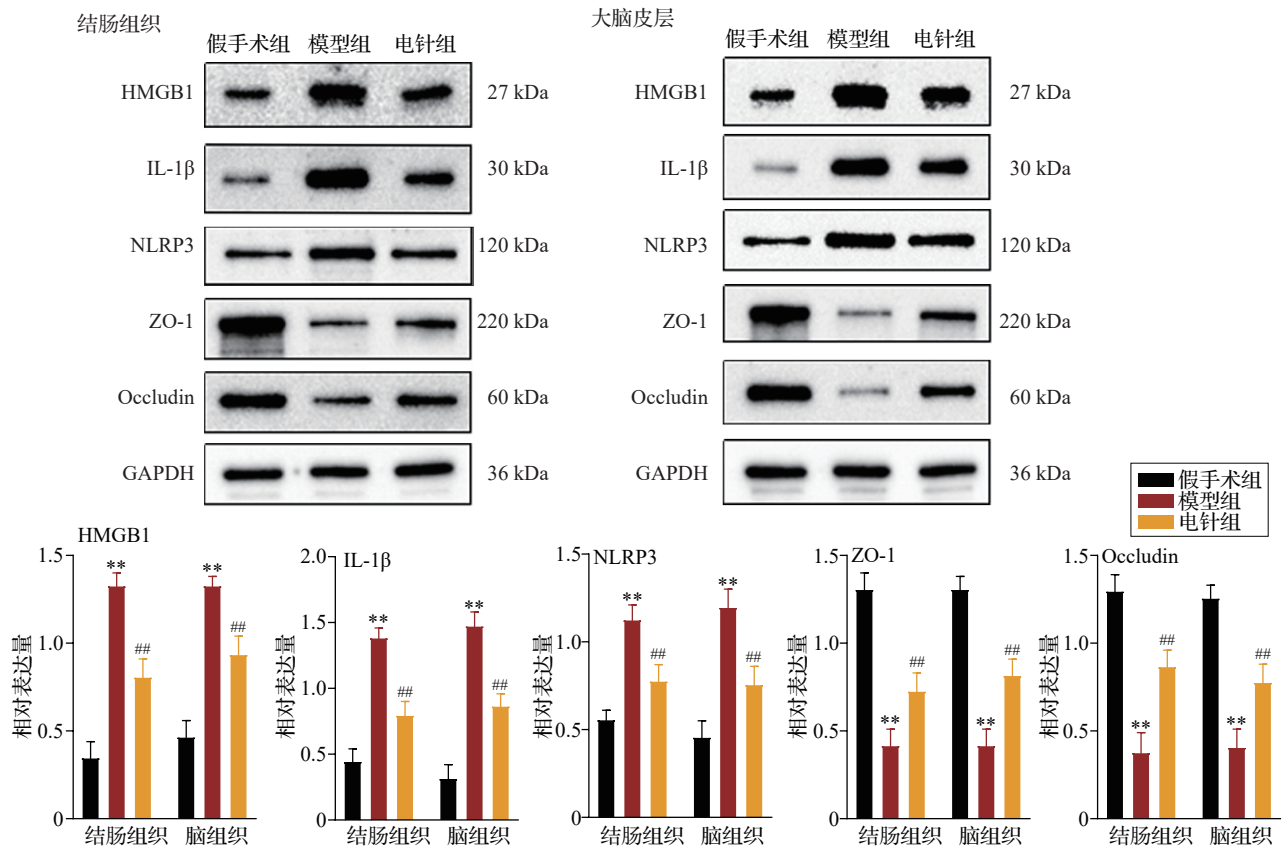 结肠组织
假手术组 模型组 电针组
HMGB1 27 kDa
IL-1β 30 kDa
NLRP3 120 kDa
ZO-1 220 kDa
Occludin 60 kDa
GAPDH 36 kDa
大脑皮层
假手术组 模型组 电针组
HMGB1 27 kDa
IL-1β 30 kDa
NLRP3 120 kDa
ZO-1 220 kDa
Occludin 60 kDa
GAPDH 36 kDa
假手术组
模型组
电针组
HMGB1
相对表达量
1.5
1.0
0.5
0
** ## ** ##
结肠组织 脑组织
IL-1β
相对表达量
2.0
1.5
1.0
0.5
0
** ## ** ##
结肠组织 脑组织
NLRP3
相对表达量
1.5
1.0
0.5
0
** ## ** ##
结肠组织 脑组织
ZO-1
相对表达量
1.5
1.0
0.5
0
** ## ** ##
结肠组织 脑组织
Occludin
相对表达量
1.5
1.0
0.5
0
** ## ** ##
结肠组织 脑组织